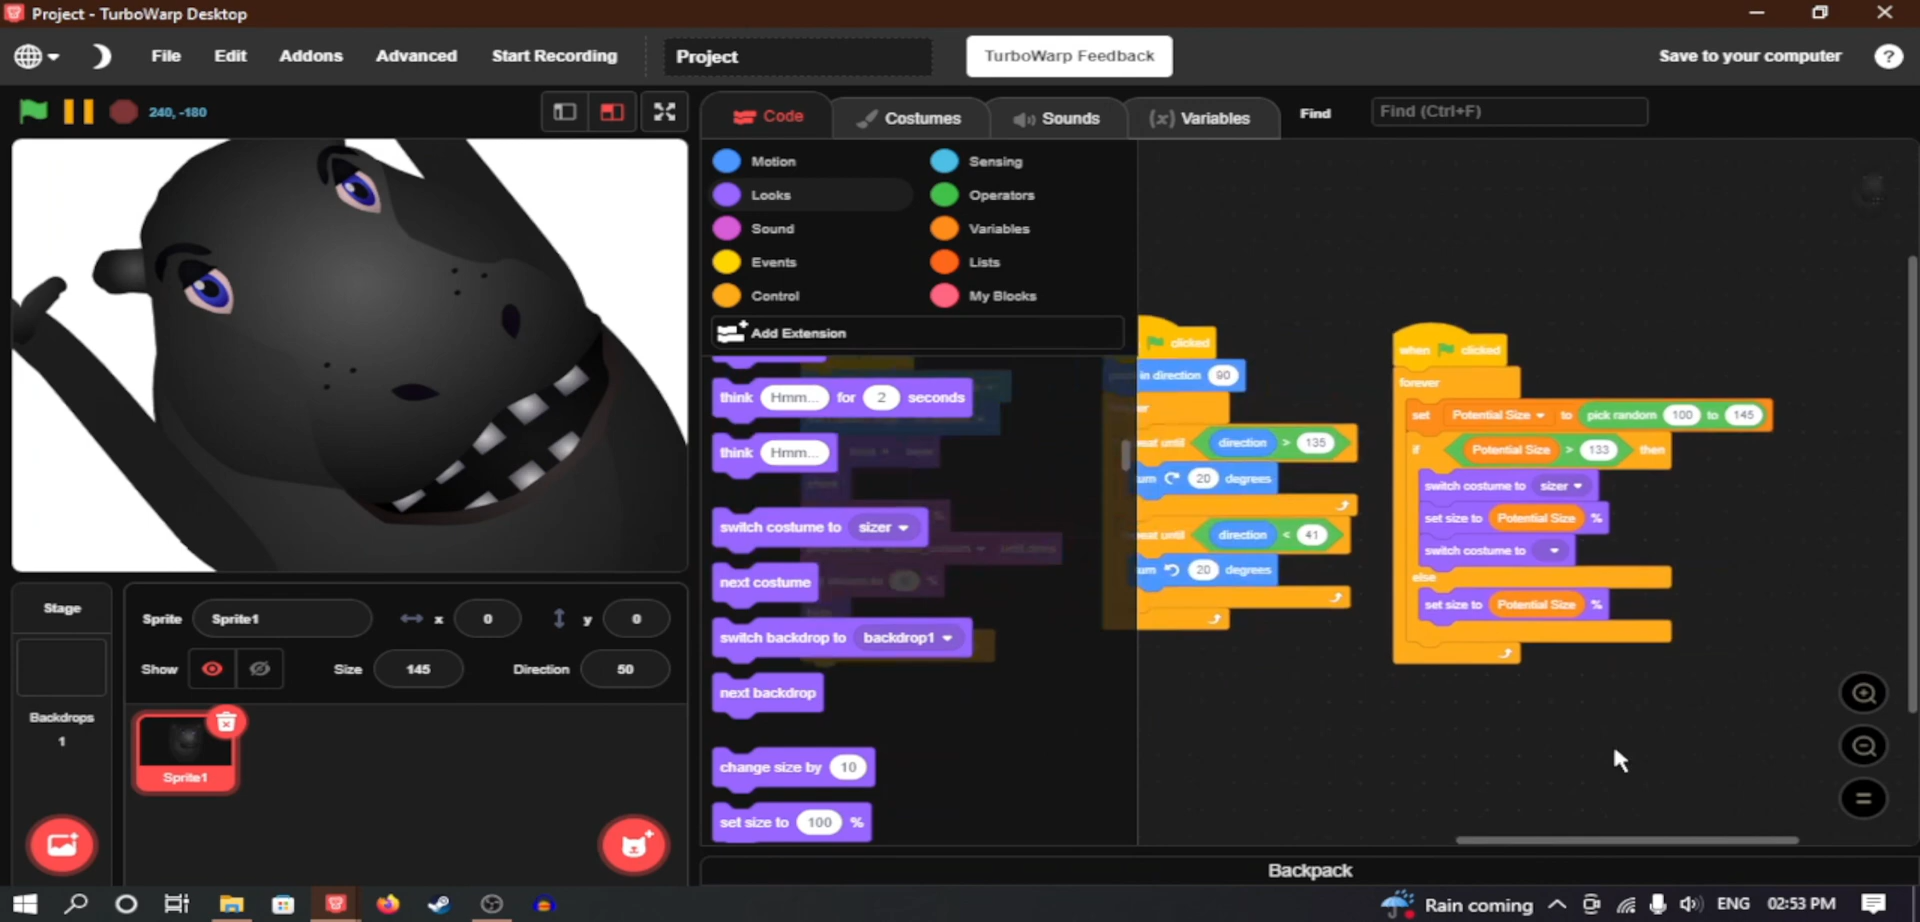 Project - TurboWarp Desktop
File Edit Addons Advanced Start Recording Project TurboWarp Feedback Save to your computer ?
240, -180
Code Costumes Sounds (x) Variables Find Find (Ctrl+F)
Motion Sensing
Looks Operators
Sound Variables
Events Lists
Control My Blocks
Add Extension
think Hmm... for 2 seconds
think Hmm...
switch costume to sizer
next costume
switch backdrop to backdrop1
next backdrop
change size by 10
set size to 100 %
clicked
in direction 90
until direction > 135
20 degrees
until direction < 41
20 degrees
when clicked
forever
set Potential Size to pick random 100 to 145
if Potential Size > 133 then
switch costume to sizer
set size to Potential Size %
switch costume to
else
set size to Potential Size %
Stage
Backdrops
1
Sprite Sprite1 x 0 y 0
Show Size 145 Direction 50
Sprite1
Backpack
Rain coming ENG 02:53 PM